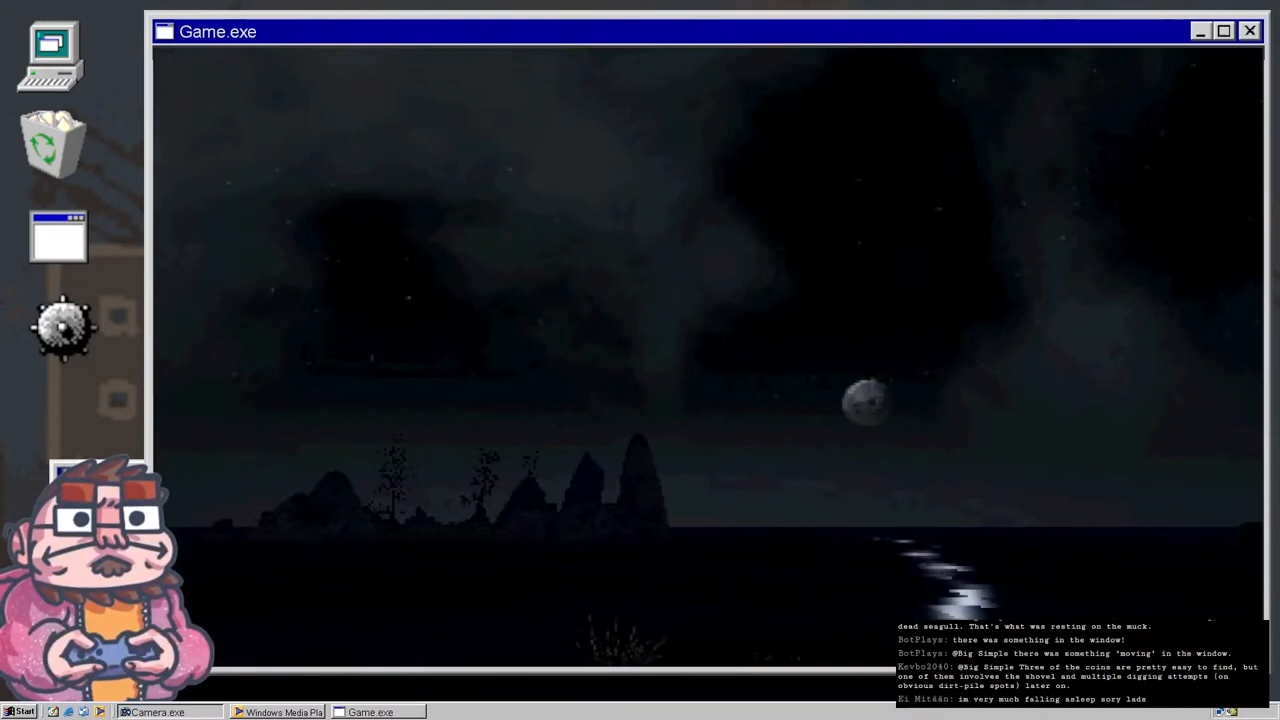 Game.exe
dead seagull. That's what was resting on the muck.
BotPlays: there was something in the window!
BotPlays: @Big Simple there was something 'moving' in the window.
Kevbo2040: @Big Simple Three of the coins are pretty easy to find, but
one of them involves the shovel and multiple digging attempts (on
obvious dirt-pile spots) later on.
Ei Mitään: im very much falling asleep sory lads
Start
Camera.exe
Windows Media Pla
Game.exe